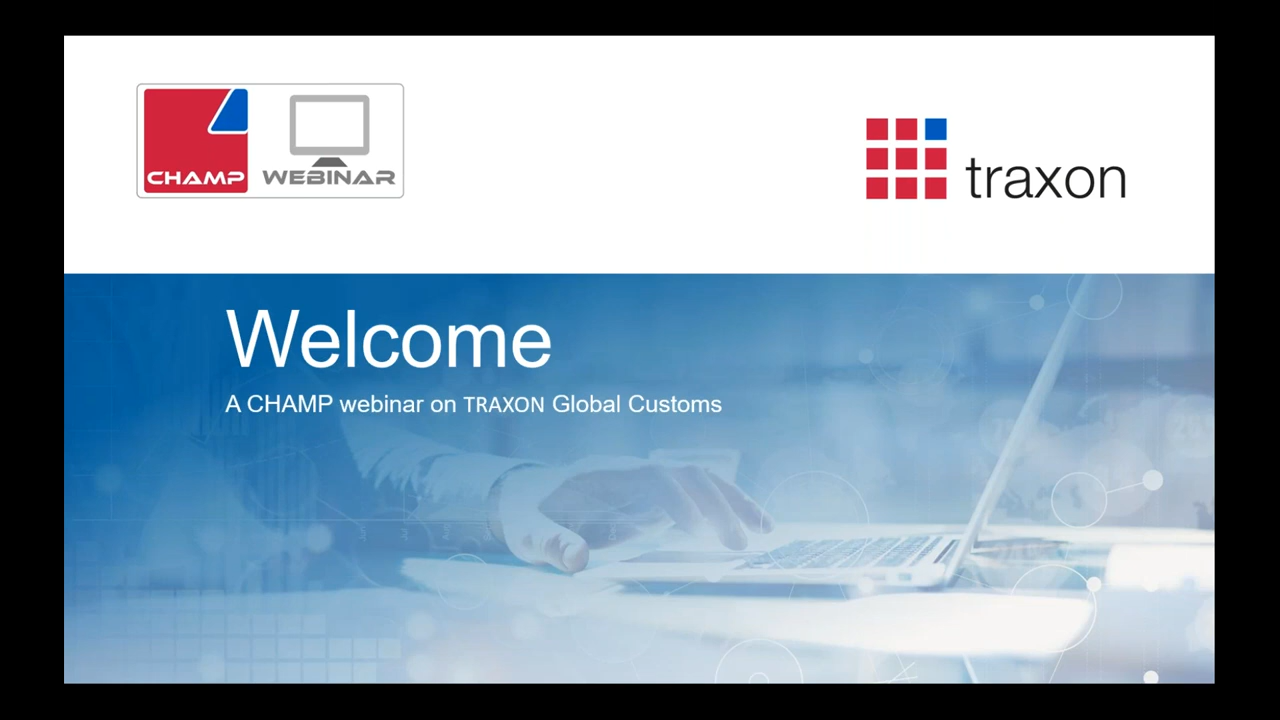 CHAMP
WEBINAR
traxon
Welcome
A CHAMP webinar on TRAXON Global Customs